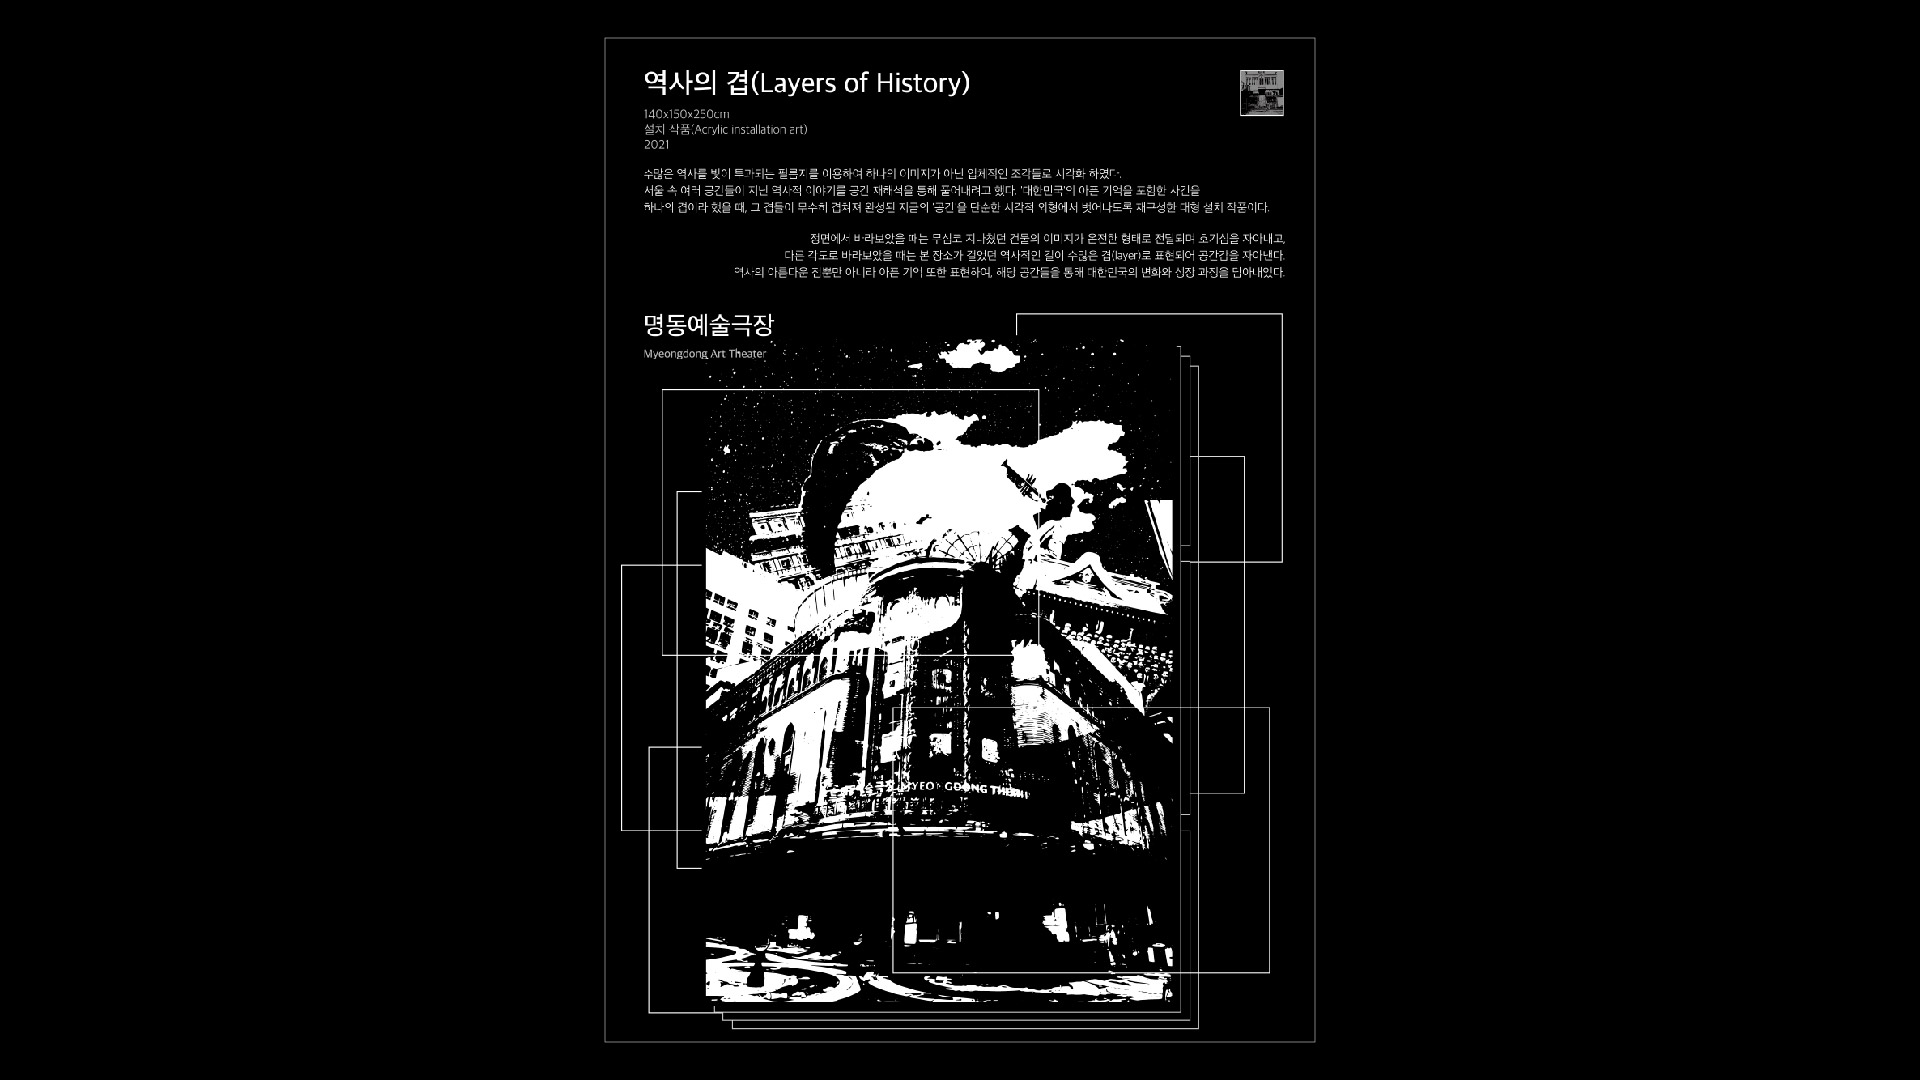 역사의 겹(Layers of History)
140x150x250cm
설치 작품(Acrylic installation art)
2021
수많은 역사를 빛이 투과되는 필름지를 이용하여 하나의 이미지가 아닌 입체적인 조각들로 시각화 하였다.
서울 속 여러 공간들이 지닌 역사적 이야기를 공간 재해석을 통해 풀어내려고 했다. '대한민국'의 아픈 기억을 포함한 사건을
하나의 겹이라 했을 때, 그 겹들이 무수히 겹쳐져 완성된 지금의 '공간'을 단순한 시각적 외형에서 벗어나도록 재구성한 대형 설치 작품이다.
정면에서 바라보았을 때는 무심코 지나쳤던 건물의 이미지가 온전한 형태로 전달되며 호기심을 자아내고,
다른 각도로 바라보았을 때는 본 장소가 걸었던 역사적인 길이 수많은 겹(layer)로 표현되어 공간감을 자아낸다.
역사의 아름다운 점뿐만 아니라 아픈 기억 또한 표현하여, 해당 공간들을 통해 대한민국의 변화와 성장 과정을 담아내었다.
명동예술극장
Myeongdong Art Theater